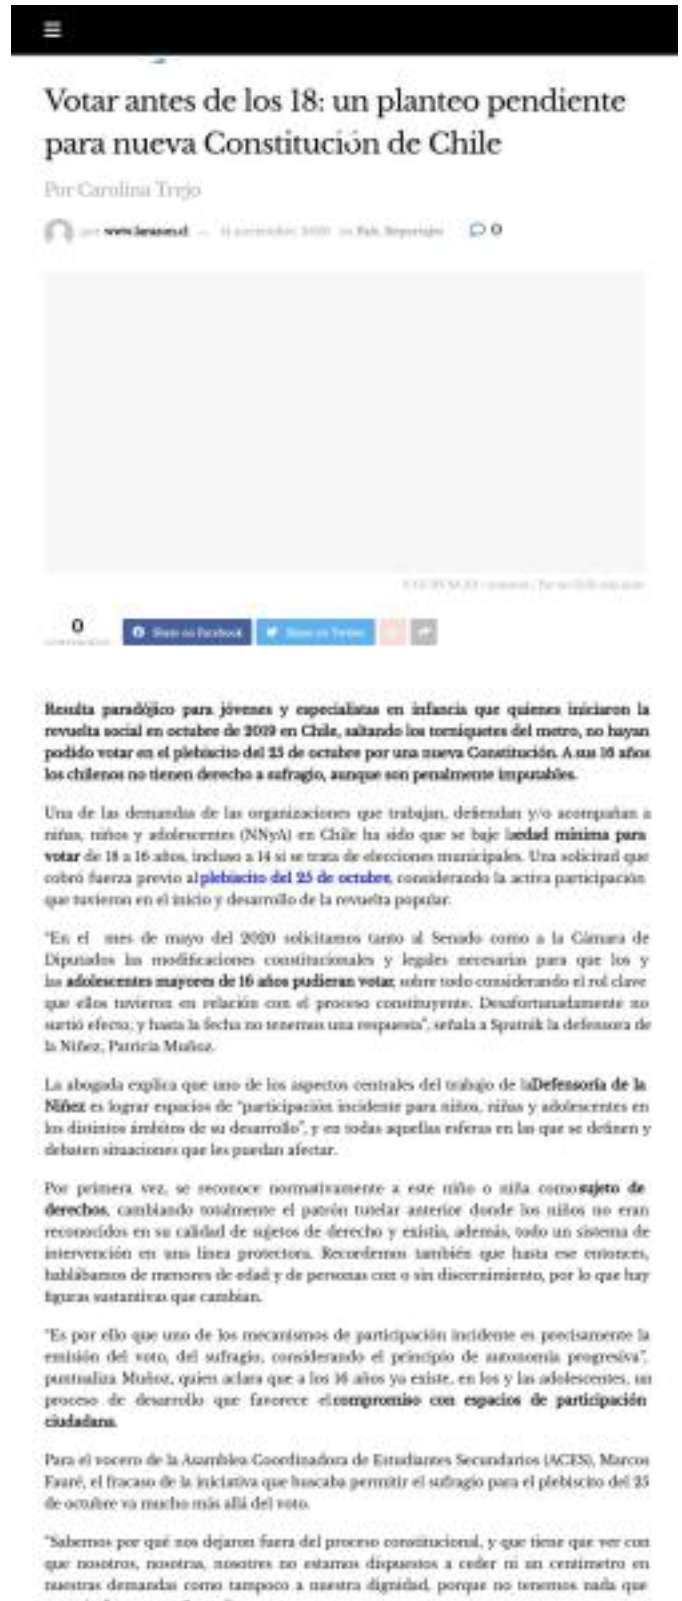 Votar antes de los 18: un planteo pendiente
para nueva Constitución de Chile
Por Carolina Trejo
por www.larazon.cl — 11 noviembre, 2020 en País, Reportajes 0
0 Share on Facebook Share on Twitter
Resulta paradójico para jóvenes y especialistas en infancia que quienes iniciaron la
revuelta social en octubre de 2019 en Chile, saltando los torniquetes del metro, no hayan
podido votar en el plebiscito del 25 de octubre por una nueva Constitución. A sus 16 años
los chilenos no tienen derecho a sufragio, aunque son penalmente imputables.
Una de las demandas de las organizaciones que trabajan, defiendan y/o acompañan a
niñas, niños y adolescentes (NNyA) en Chile ha sido que se baje la edad mínima para
votar de 18 a 16 años, incluso a 14 si se trata de elecciones municipales. Una solicitud que
cobró fuerza previo al plebiscito del 25 de octubre, considerando la activa participación
que tuvieron en el inicio y desarrollo de la revuelta popular.
"En el mes de mayo del 2020 solicitamos tanto al Senado como a la Cámara de
Diputados las modificaciones constitucionales y legales necesarias para que los y
las adolescentes mayores de 16 años pudieran votar, sobre todo considerando el rol clave
que ellos tuvieron en relación con el proceso constituyente. Desafortunadamente no
surtió efecto, y hasta la fecha no tenemos una respuesta", señala a Sputnik la defensora de
la Niñez, Patricia Muñoz.
La abogada explica que uno de los aspectos centrales del trabajo de la Defensoría de la
Niñez es lograr espacios de "participación incidente para niños, niñas y adolescentes en
los distintos ámbitos de su desarrollo", y en todas aquellas esferas en las que se definen y
debaten situaciones que les puedan afectar.
Por primera vez, se reconoce normativamente a este niño o niña como sujeto de
derechos, cambiando totalmente el patrón tutelar anterior donde los niños no eran
reconocidos en su calidad de sujetos de derecho y existía, además, todo un sistema de
intervención en una línea protectora. Recordemos también que hasta ese entonces,
hablábamos de menores de edad y de personas con o sin discernimiento, por lo que hay
figuras sustantivas que cambian.
"Es por ello que uno de los mecanismos de participación incidente es precisamente la
emisión del voto, del sufragio, considerando el principio de autonomía progresiva",
puntualiza Muñoz, quien aclara que a los 16 años ya existe, en los y las adolescentes, un
proceso de desarrollo que favorece el compromiso con espacios de participación
ciudadana.
Para el vocero de la Asamblea Coordinadora de Estudiantes Secundarios (ACES), Marcos
Fauré, el fracaso de la iniciativa que buscaba permitir el sufragio para el plebiscito del 25
de octubre va mucho más allá del voto.
"Sabemos por qué nos dejaron fuera del proceso constitucional, y que tiene que ver con
que nosotros, nosotras, nosotres no estamos dispuestos a ceder ni un centímetro en
nuestras demandas como tampoco a nuestra dignidad, porque no tenemos nada que